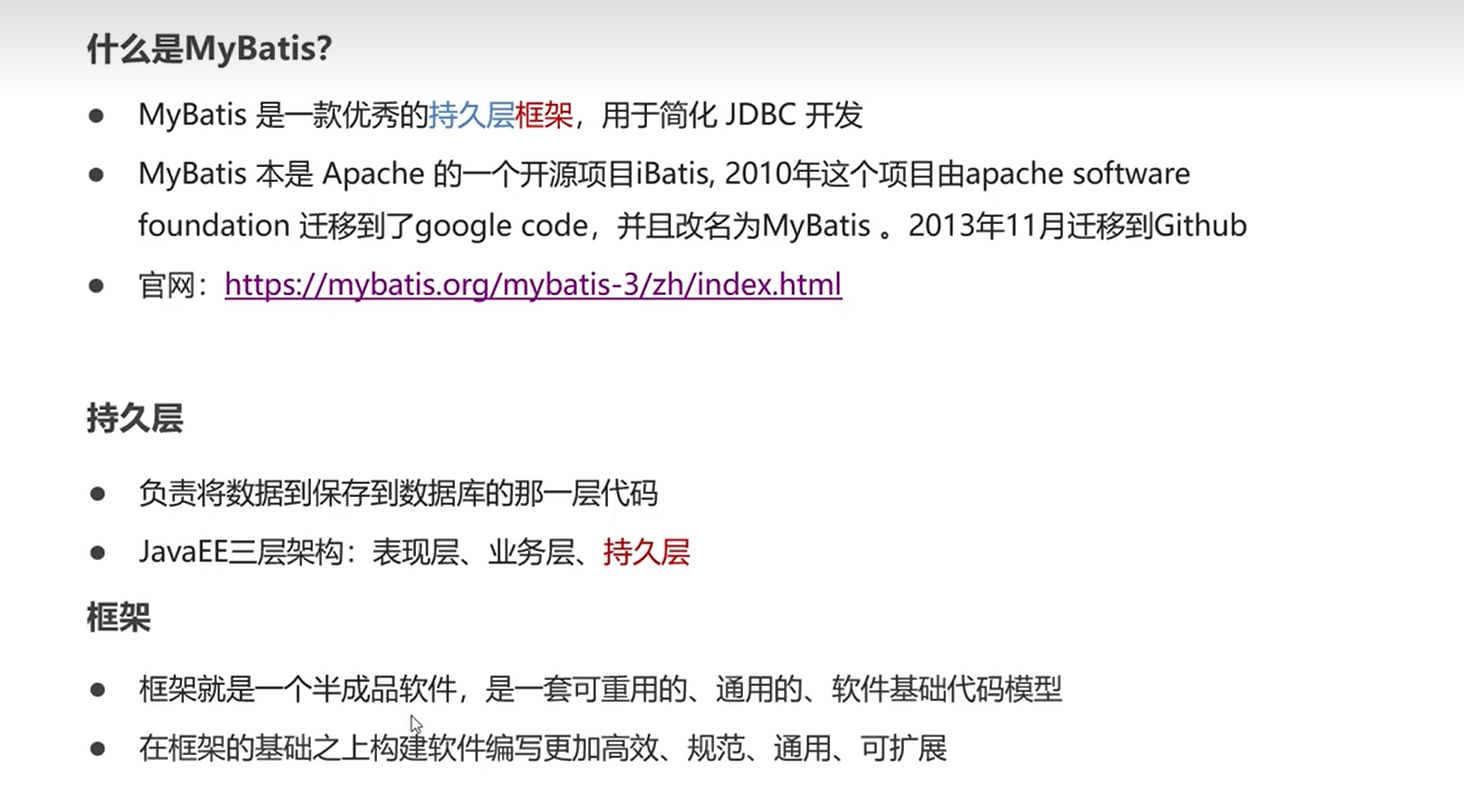 什么是MyBatis?
● MyBatis 是一款优秀的持久层框架，用于简化 JDBC 开发
● MyBatis 本是 Apache 的一个开源项目iBatis, 2010年这个项目由apache software
foundation 迁移到了google code，并且改名为MyBatis 。2013年11月迁移到Github
● 官网：https://mybatis.org/mybatis-3/zh/index.html
持久层
● 负责将数据到保存到数据库的那一层代码
● JavaEE三层架构：表现层、业务层、持久层
框架
● 框架就是一个半成品软件，是一套可重用的、通用的、软件基础代码模型
● 在框架的基础之上构建软件编写更加高效、规范、通用、可扩展